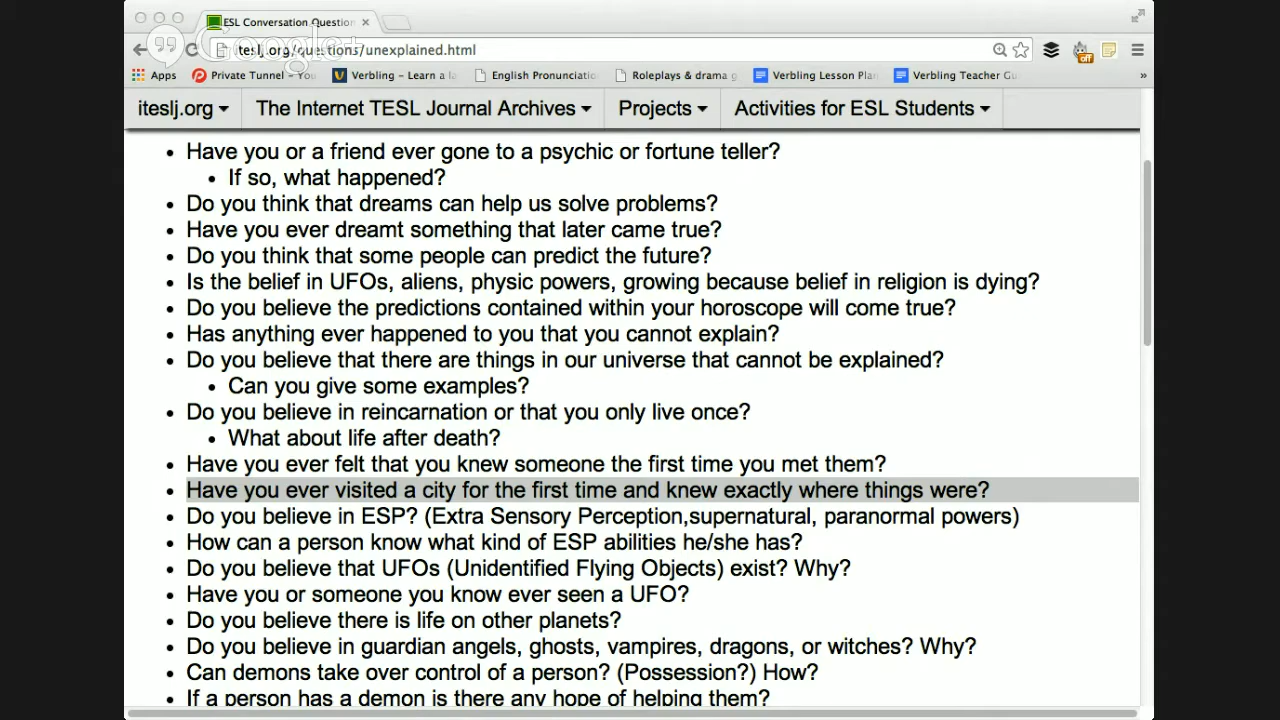 ESL Conversation Question
Google+
iteslj.org/questions/unexplained.html
off
Apps Private Tunnel - You Verbling – Learn a la English Pronunciatio Roleplays & drama g Verbling Lesson Plan Verbling Teacher Gu »
iteslj.org The Internet TESL Journal Archives Projects Activities for ESL Students
• Have you or a friend ever gone to a psychic or fortune teller?
• If so, what happened?
• Do you think that dreams can help us solve problems?
• Have you ever dreamt something that later came true?
• Do you think that some people can predict the future?
• Is the belief in UFOs, aliens, physic powers, growing because belief in religion is dying?
• Do you believe the predictions contained within your horoscope will come true?
• Has anything ever happened to you that you cannot explain?
• Do you believe that there are things in our universe that cannot be explained?
• Can you give some examples?
• Do you believe in reincarnation or that you only live once?
• What about life after death?
• Have you ever felt that you knew someone the first time you met them?
• Have you ever visited a city for the first time and knew exactly where things were?
• Do you believe in ESP? (Extra Sensory Perception,supernatural, paranormal powers)
• How can a person know what kind of ESP abilities he/she has?
• Do you believe that UFOs (Unidentified Flying Objects) exist? Why?
• Have you or someone you know ever seen a UFO?
• Do you believe there is life on other planets?
• Do you believe in guardian angels, ghosts, vampires, dragons, or witches? Why?
• Can demons take over control of a person? (Possession?) How?
• If a person has a demon is there any hope of helping them?